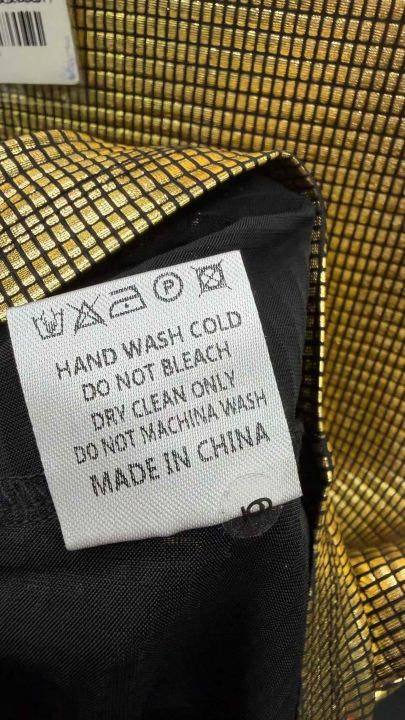 HAND WASH COLD
DO NOT BLEACH
DRY CLEAN ONLY
DO NOT MACHINA WASH
MADE IN CHINA